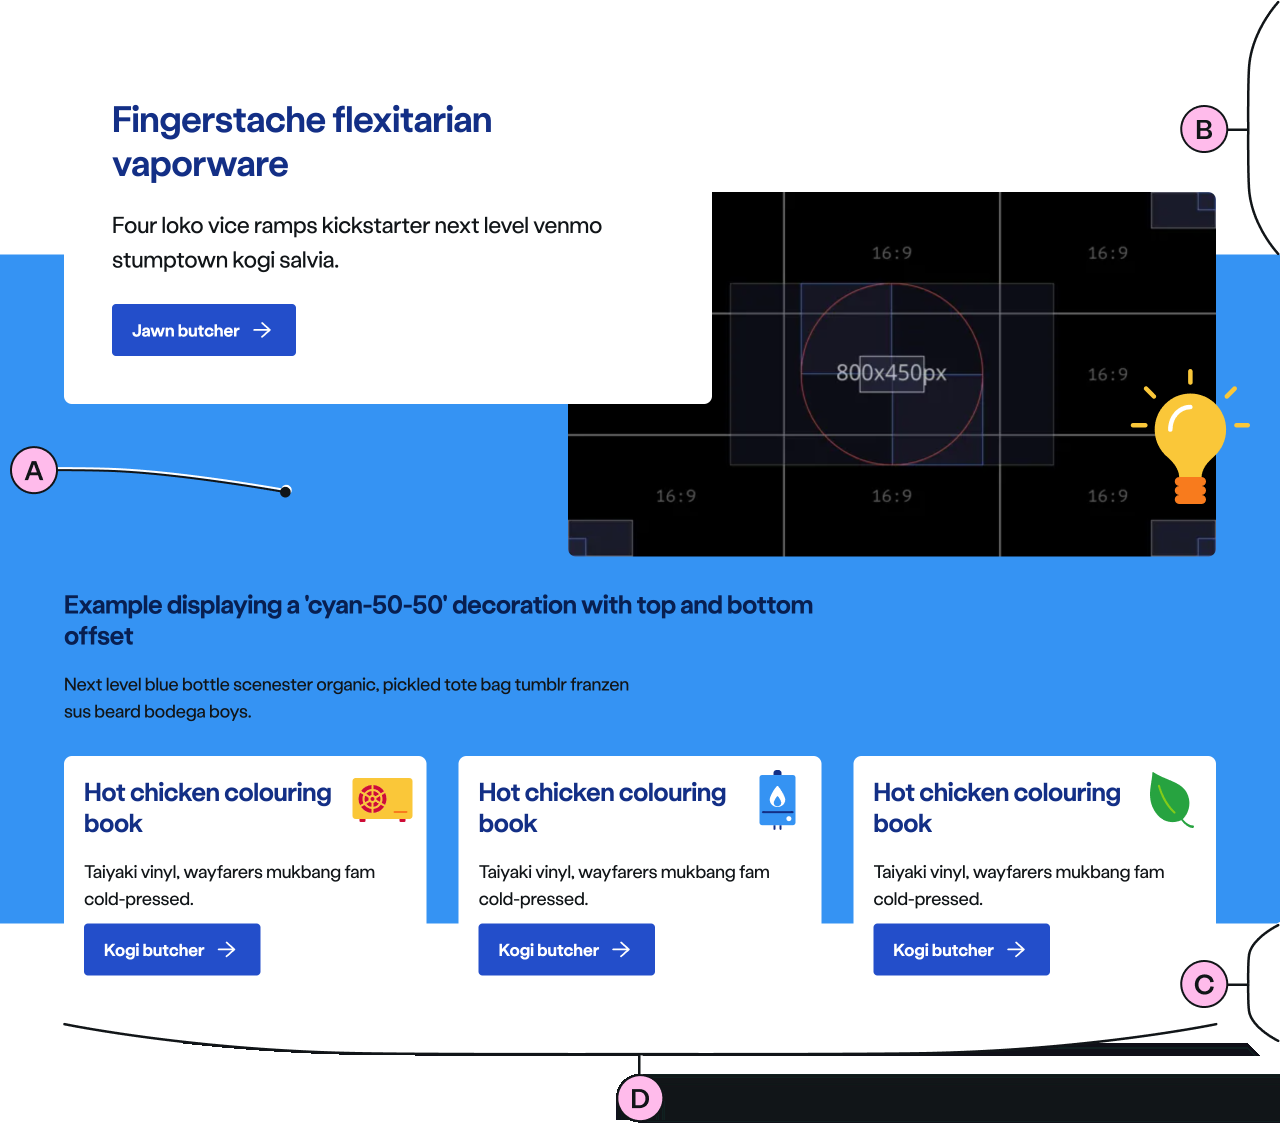 B
Fingerstache flexitarian
vaporware
Four loko vice ramps kickstarter next level venmo
stumptown kogi salvia.
Jawn butcher
16:9
16:9
800x450px
16:9
A
16:9
16:9
16:9
Example displaying a 'cyan-50-50' decoration with top and bottom
offset
Next level blue bottle scenester organic, pickled tote bag tumblr franzen
sus beard bodega boys.
Hot chicken colouring
book
Taiyaki vinyl, wayfarers mukbang fam
cold-pressed.
Kogi butcher
Hot chicken colouring
book
Taiyaki vinyl, wayfarers mukbang fam
cold-pressed.
Kogi butcher
Hot chicken colouring
book
Taiyaki vinyl, wayfarers mukbang fam
cold-pressed.
Kogi butcher
C
D